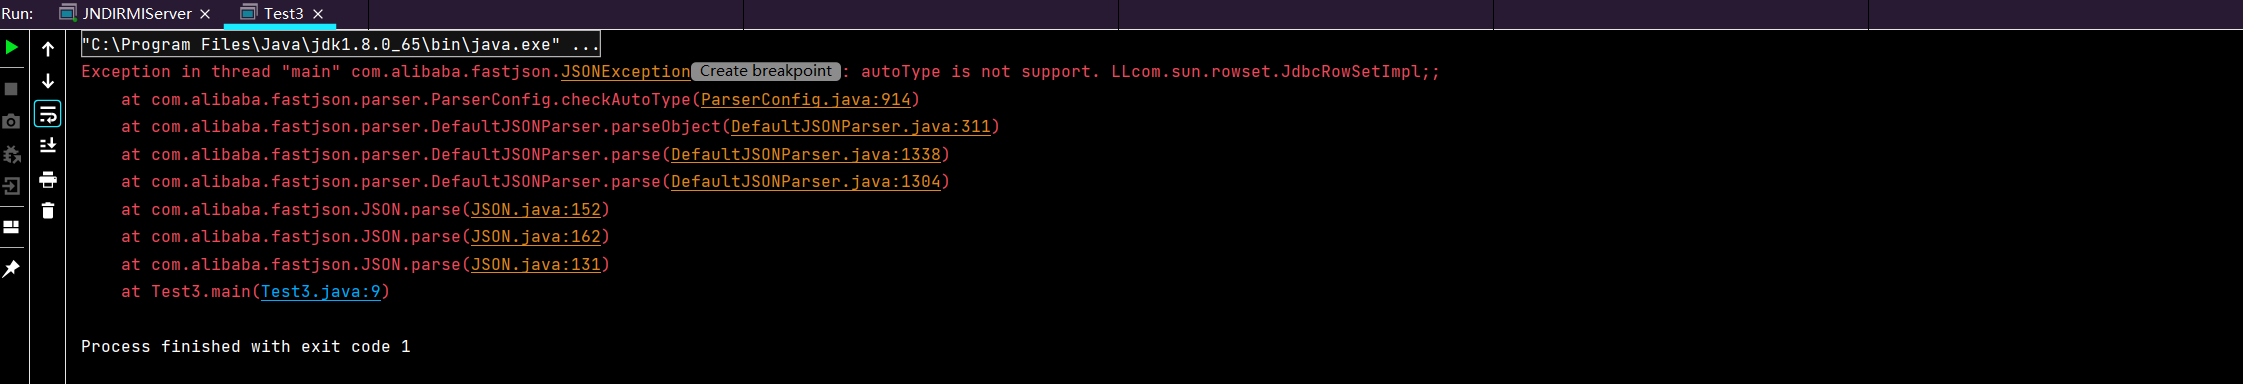 Run: JNDIRMIServer × Test3 ×
"C:\Program Files\Java\jdk1.8.0_65\bin\java.exe" ...
Exception in thread "main" com.alibaba.fastjson.JSONException Create breakpoint : autoType is not support. LLcom.sun.rowset.JdbcRowSetImpl;;
at com.alibaba.fastjson.parser.ParserConfig.checkAutoType(ParserConfig.java:914)
at com.alibaba.fastjson.parser.DefaultJSONParser.parseObject(DefaultJSONParser.java:311)
at com.alibaba.fastjson.parser.DefaultJSONParser.parse(DefaultJSONParser.java:1338)
at com.alibaba.fastjson.parser.DefaultJSONParser.parse(DefaultJSONParser.java:1304)
at com.alibaba.fastjson.JSON.parse(JSON.java:152)
at com.alibaba.fastjson.JSON.parse(JSON.java:162)
at com.alibaba.fastjson.JSON.parse(JSON.java:131)
at Test3.main(Test3.java:9)
Process finished with exit code 1